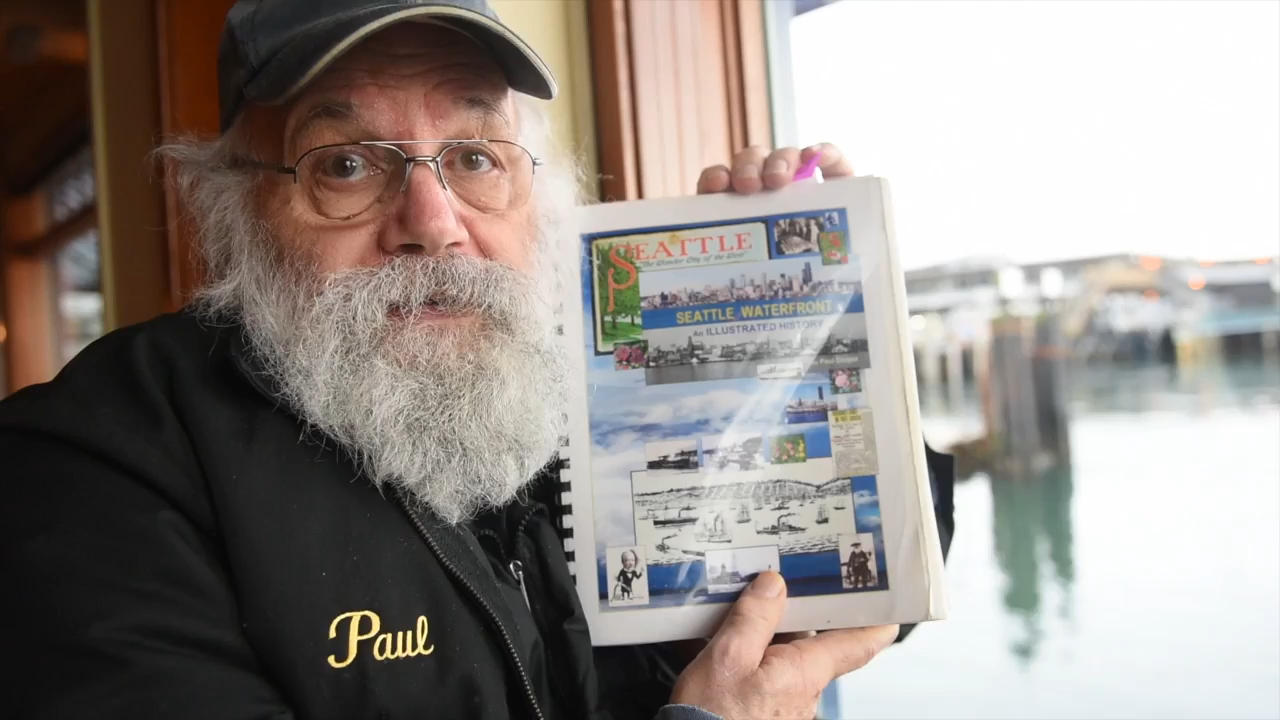 SEATTLE
"The Wonder City of the West"
SEATTLE WATERFRONT
An ILLUSTRATED HISTORY
Paul